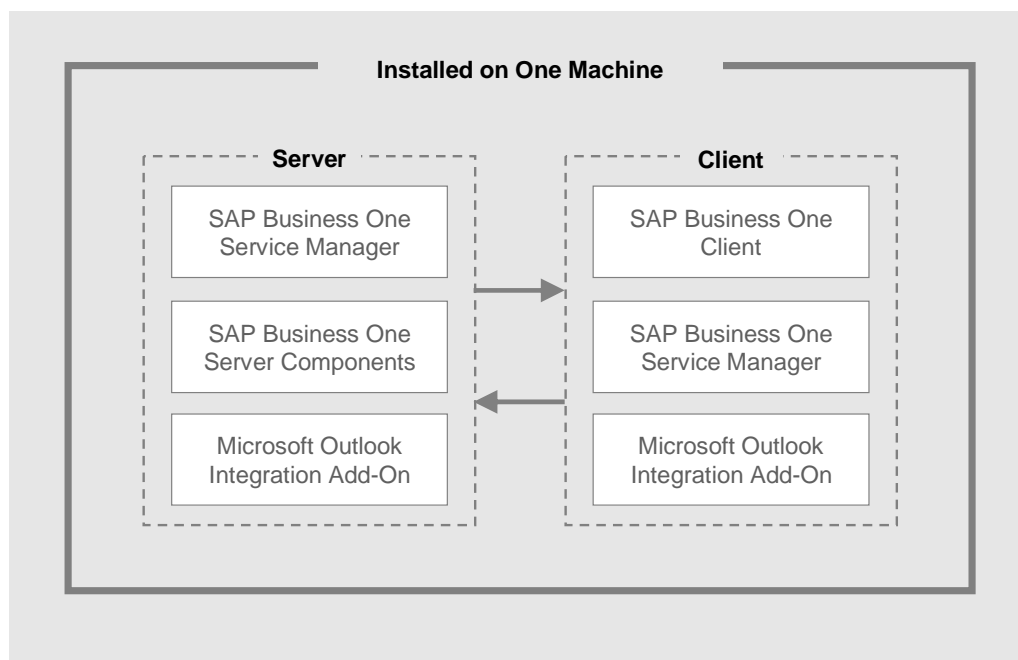 Installed on One Machine
Server
SAP Business One
Service Manager
SAP Business One
Server Components
Microsoft Outlook
Integration Add-On
Client
SAP Business One
Client
SAP Business One
Service Manager
Microsoft Outlook
Integration Add-On